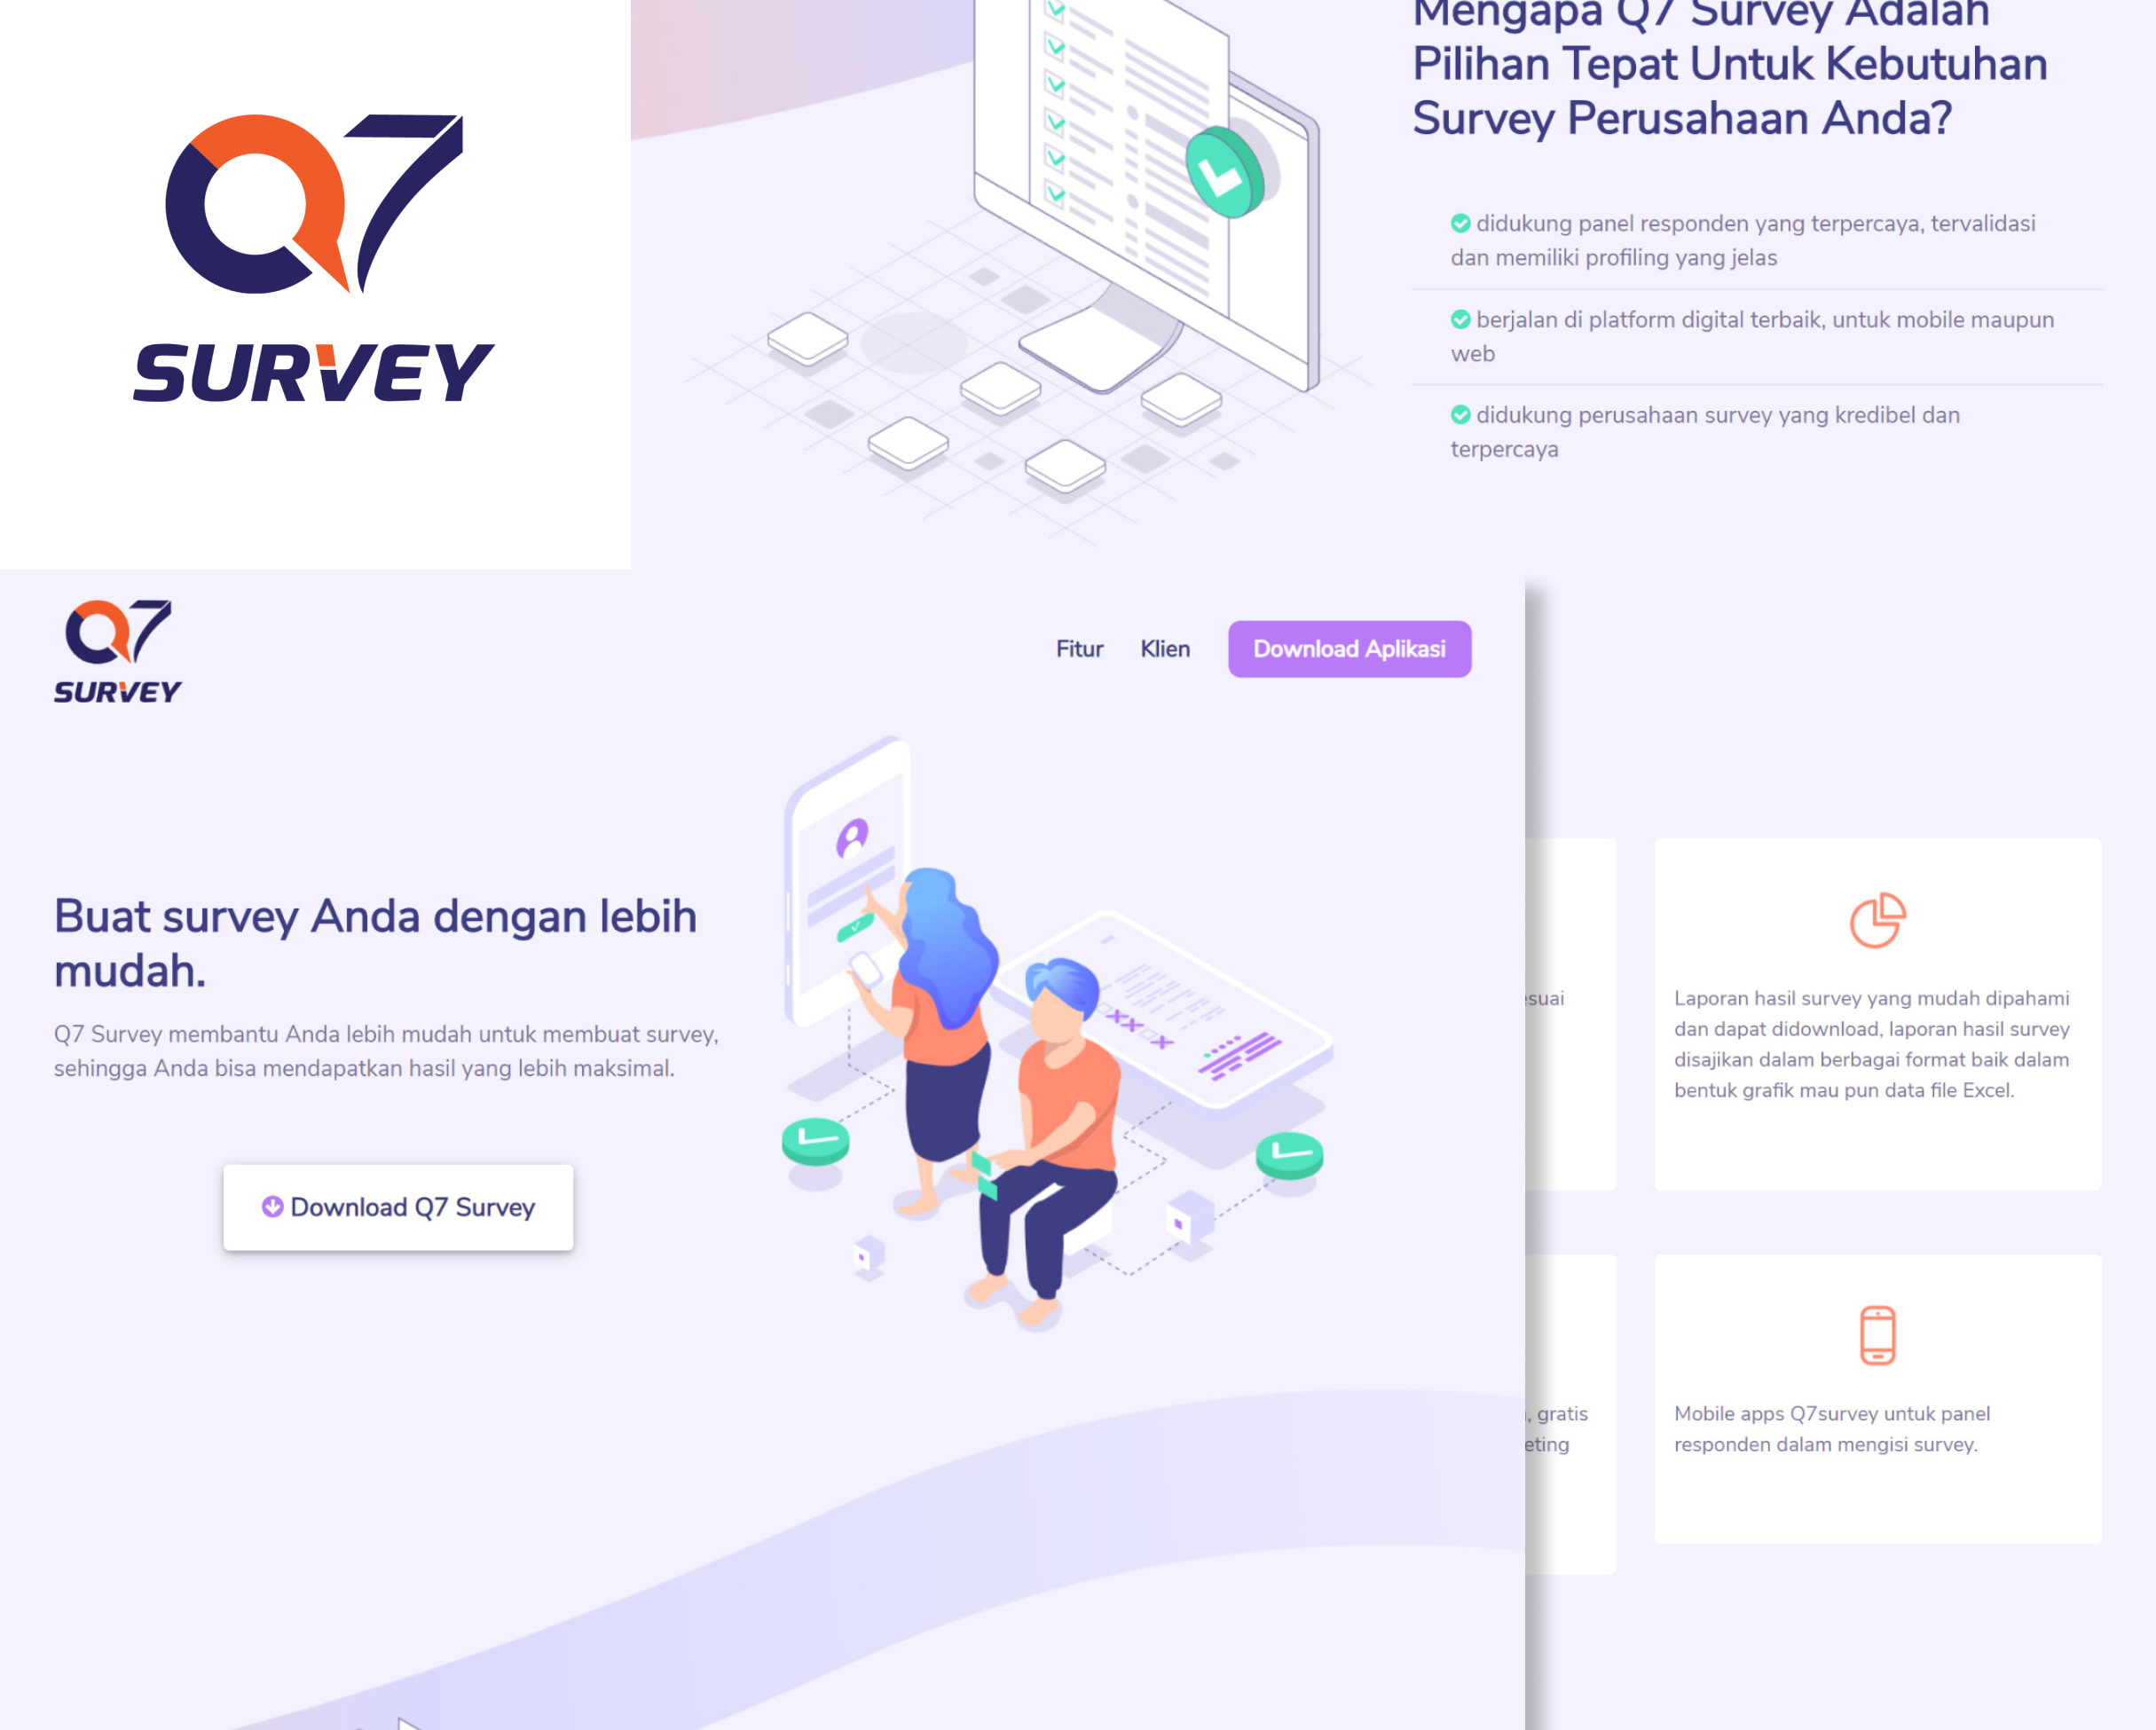 Q7
SURVEY
Mengapa Q7 Survey Adalah
Pilihan Tepat Untuk Kebutuhan
Survey Perusahaan Anda?
didukung panel responden yang terpercaya, tervalidasi
dan memiliki profiling yang jelas
berjalan di platform digital terbaik, untuk mobile maupun
web
didukung perusahaan survey yang kredibel dan
terpercaya
Q7
SURVEY
Fitur
Klien
Download Aplikasi
Buat survey Anda dengan lebih
mudah.
Q7 Survey membantu Anda lebih mudah untuk membuat survey,
sehingga Anda bisa mendapatkan hasil yang lebih maksimal.
Download Q7 Survey
Laporan hasil survey yang mudah dipahami
dan dapat didownload, laporan hasil survey
disajikan dalam berbagai format baik dalam
bentuk grafik mau pun data file Excel.
gratis
Mobile apps Q7survey untuk panel
responden dalam mengisi survey.